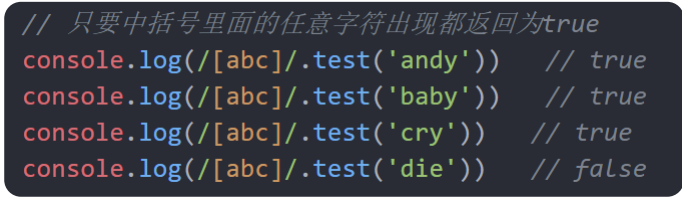 // 只要中括号里面的任意字符出现都返回为true
console.log(/[abc]/.test('andy'))   // true
console.log(/[abc]/.test('baby'))   // true
console.log(/[abc]/.test('cry'))   // true
console.log(/[abc]/.test('die'))   // false